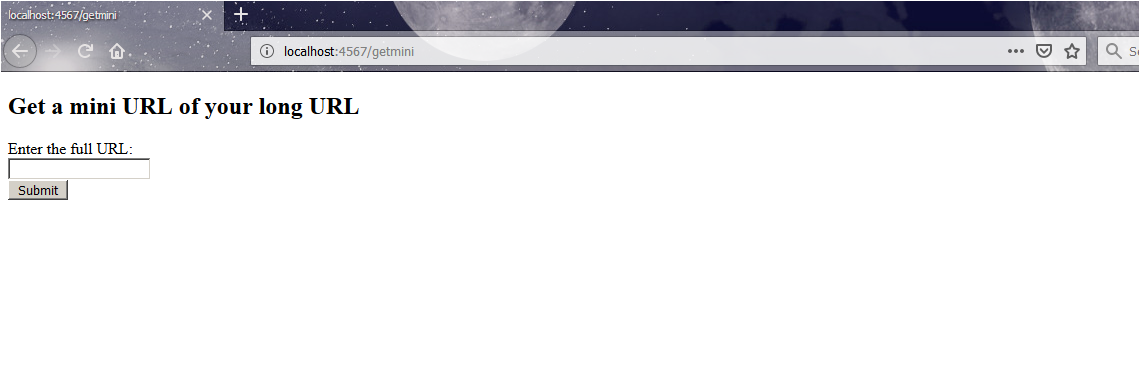 localhost:4567/getmini
localhost:4567/getmini
Get a mini URL of your long URL
Enter the full URL:
Submit